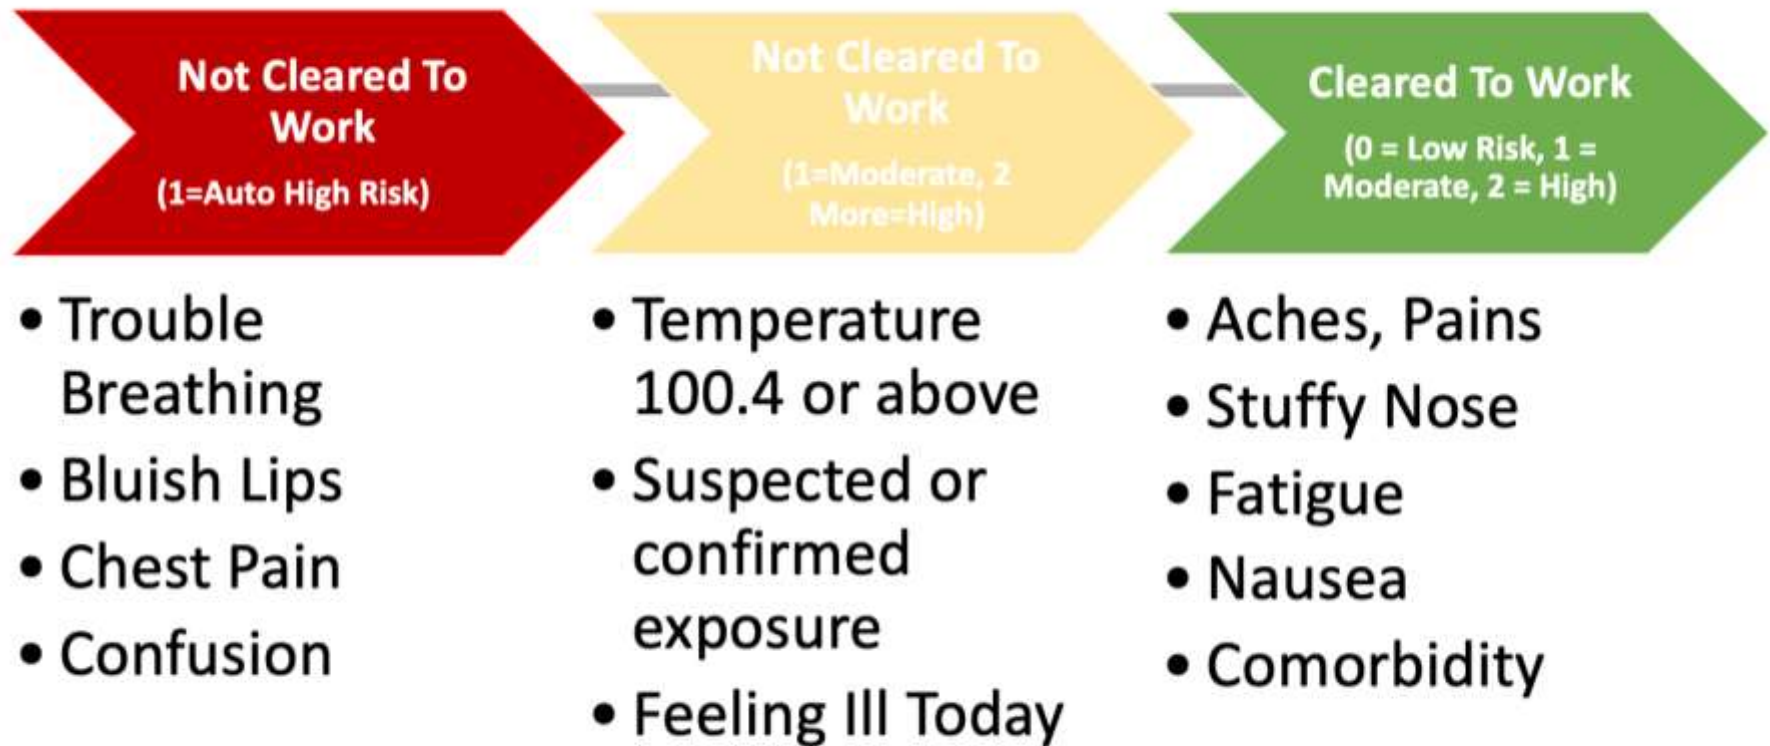 Not Cleared To
Work
(1=Auto High Risk)
• Trouble
Breathing
• Bluish Lips
• Chest Pain
• Confusion
Not Cleared To
Work
(1=Moderate, 2
More=High)
• Temperature
100.4 or above
• Suspected or
confirmed
exposure
• Feeling Ill Today
Cleared To Work
(0 = Low Risk, 1 =
Moderate, 2 = High)
• Aches, Pains
• Stuffy Nose
• Fatigue
• Nausea
• Comorbidity